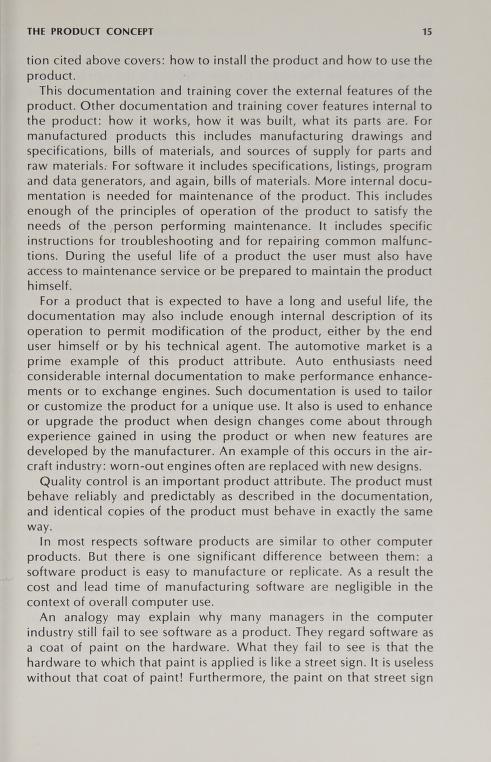 THE PRODUCT CONCEPT 15
tion cited above covers: how to install the product and how to use the
product.
This documentation and training cover the external features of the
product. Other documentation and training cover features internal to
the product: how it works, how it was built, what its parts are. For
manufactured products this includes manufacturing drawings and
specifications, bills of materials, and sources of supply for parts and
raw materials. For software it includes specifications, listings, program
and data generators, and again, bills of materials. More internal docu-
mentation is needed for maintenance of the product. This includes
enough of the principles of operation of the product to satisfy the
needs of the person performing maintenance. It includes specific
instructions for troubleshooting and for repairing common malfunc-
tions. During the useful life of a product the user must also have
access to maintenance service or be prepared to maintain the product
himself.
For a product that is expected to have a long and useful life, the
documentation may also include enough internal description of its
operation to permit modification of the product, either by the end
user himself or by his technical agent. The automotive market is a
prime example of this product attribute. Auto enthusiasts need
considerable internal documentation to make performance enhance-
ments or to exchange engines. Such documentation is used to tailor
or customize the product for a unique use. It also is used to enhance
or upgrade the product when design changes come about through
experience gained in using the product or when new features are
developed by the manufacturer. An example of this occurs in the air-
craft industry: worn-out engines often are replaced with new designs.
Quality control is an important product attribute. The product must
behave reliably and predictably as described in the documentation,
and identical copies of the product must behave in exactly the same
way.
In most respects software products are similar to other computer
products. But there is one significant difference between them: a
software product is easy to manufacture or replicate. As a result the
cost and lead time of manufacturing software are negligible in the
context of overall computer use.
An analogy may explain why many managers in the computer
industry still fail to see software as a product. They regard software as
a coat of paint on the hardware. What they fail to see is that the
hardware to which that paint is applied is like a street sign. It is useless
without that coat of paint! Furthermore, the paint on that street sign